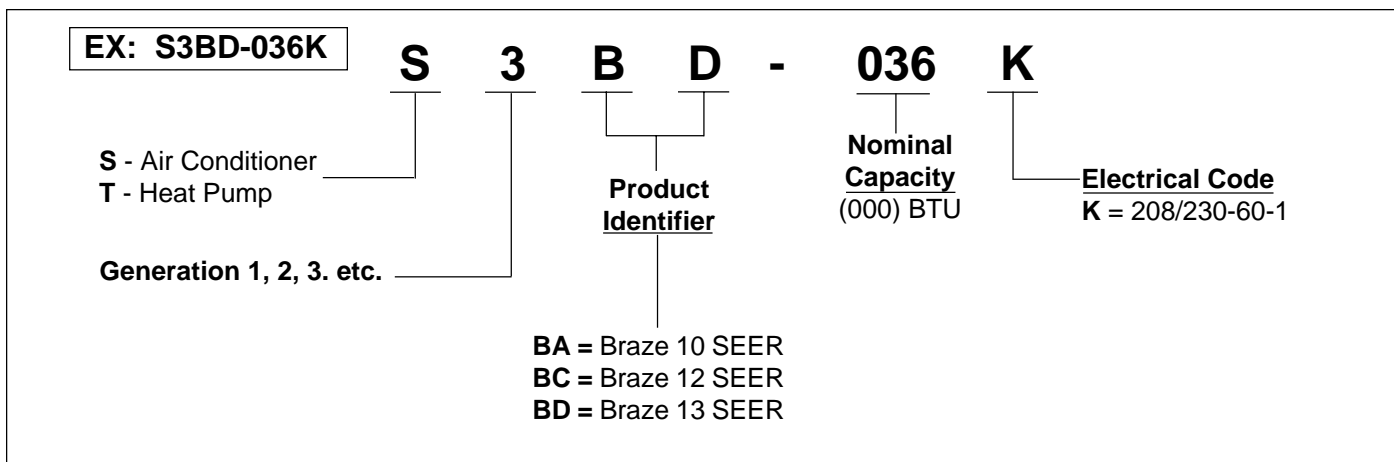 EX: S3BD-036K
S 3 B D - 036 K
S - Air Conditioner
T - Heat Pump
Generation 1, 2, 3. etc.
Product
Identifier
BA = Braze 10 SEER
BC = Braze 12 SEER
BD = Braze 13 SEER
Nominal
Capacity
(000) BTU
Electrical Code
K = 208/230-60-1